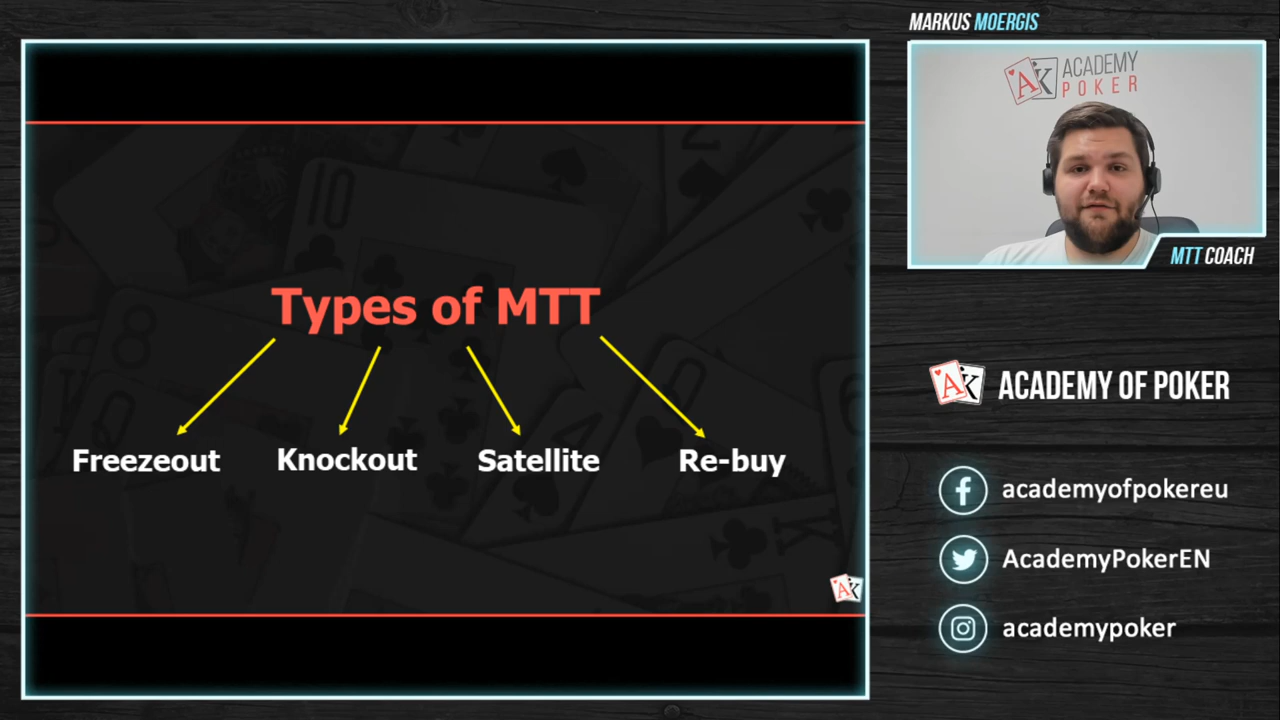 MARKUS MOERGIS
ACADEMY
POKER
MTT COACH
Types of MTT
Freezeout
Knockout
Satellite
Re-buy
ACADEMY OF POKER
academyofpokereu
AcademyPokerEN
academypoker